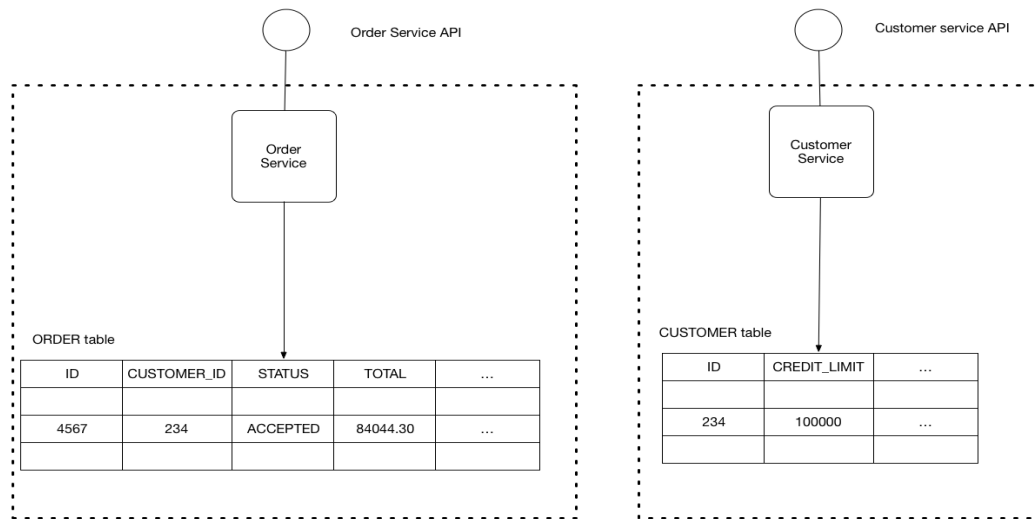 Order Service API
Customer service API
Order
Service
Customer
Service
ORDER table
ID CUSTOMER_ID STATUS TOTAL ...
4567 234 ACCEPTED 84044.30 ...
CUSTOMER table
ID CREDIT_LIMIT ...
234 100000 ...